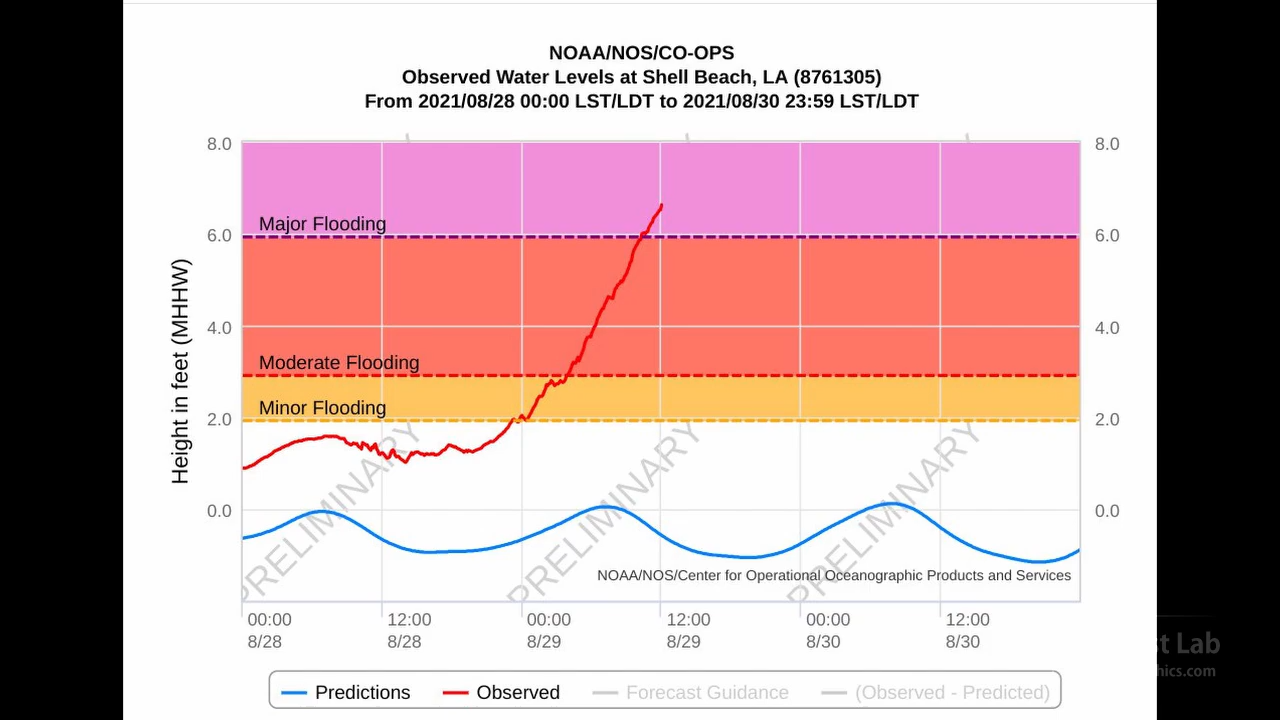 NOAA/NOS/CO-OPS
Observed Water Levels at Shell Beach, LA (8761305)
From 2021/08/28 00:00 LST/LDT to 2021/08/30 23:59 LST/LDT
8.0 8.0
Major Flooding
6.0 6.0
Height in feet (MHHW)
4.0 4.0
Moderate Flooding
Minor Flooding
2.0 2.0
PRELIMINARY PRELIMINARY PRELIMINARY
0.0 0.0
NOAA/NOS/Center for Operational Oceanographic Products and Services
00:00 12:00 00:00 12:00 00:00 12:00
8/28 8/28 8/29 8/29 8/30 8/30
Lab
Predictions Observed Forecast Guidance (Observed - Predicted)